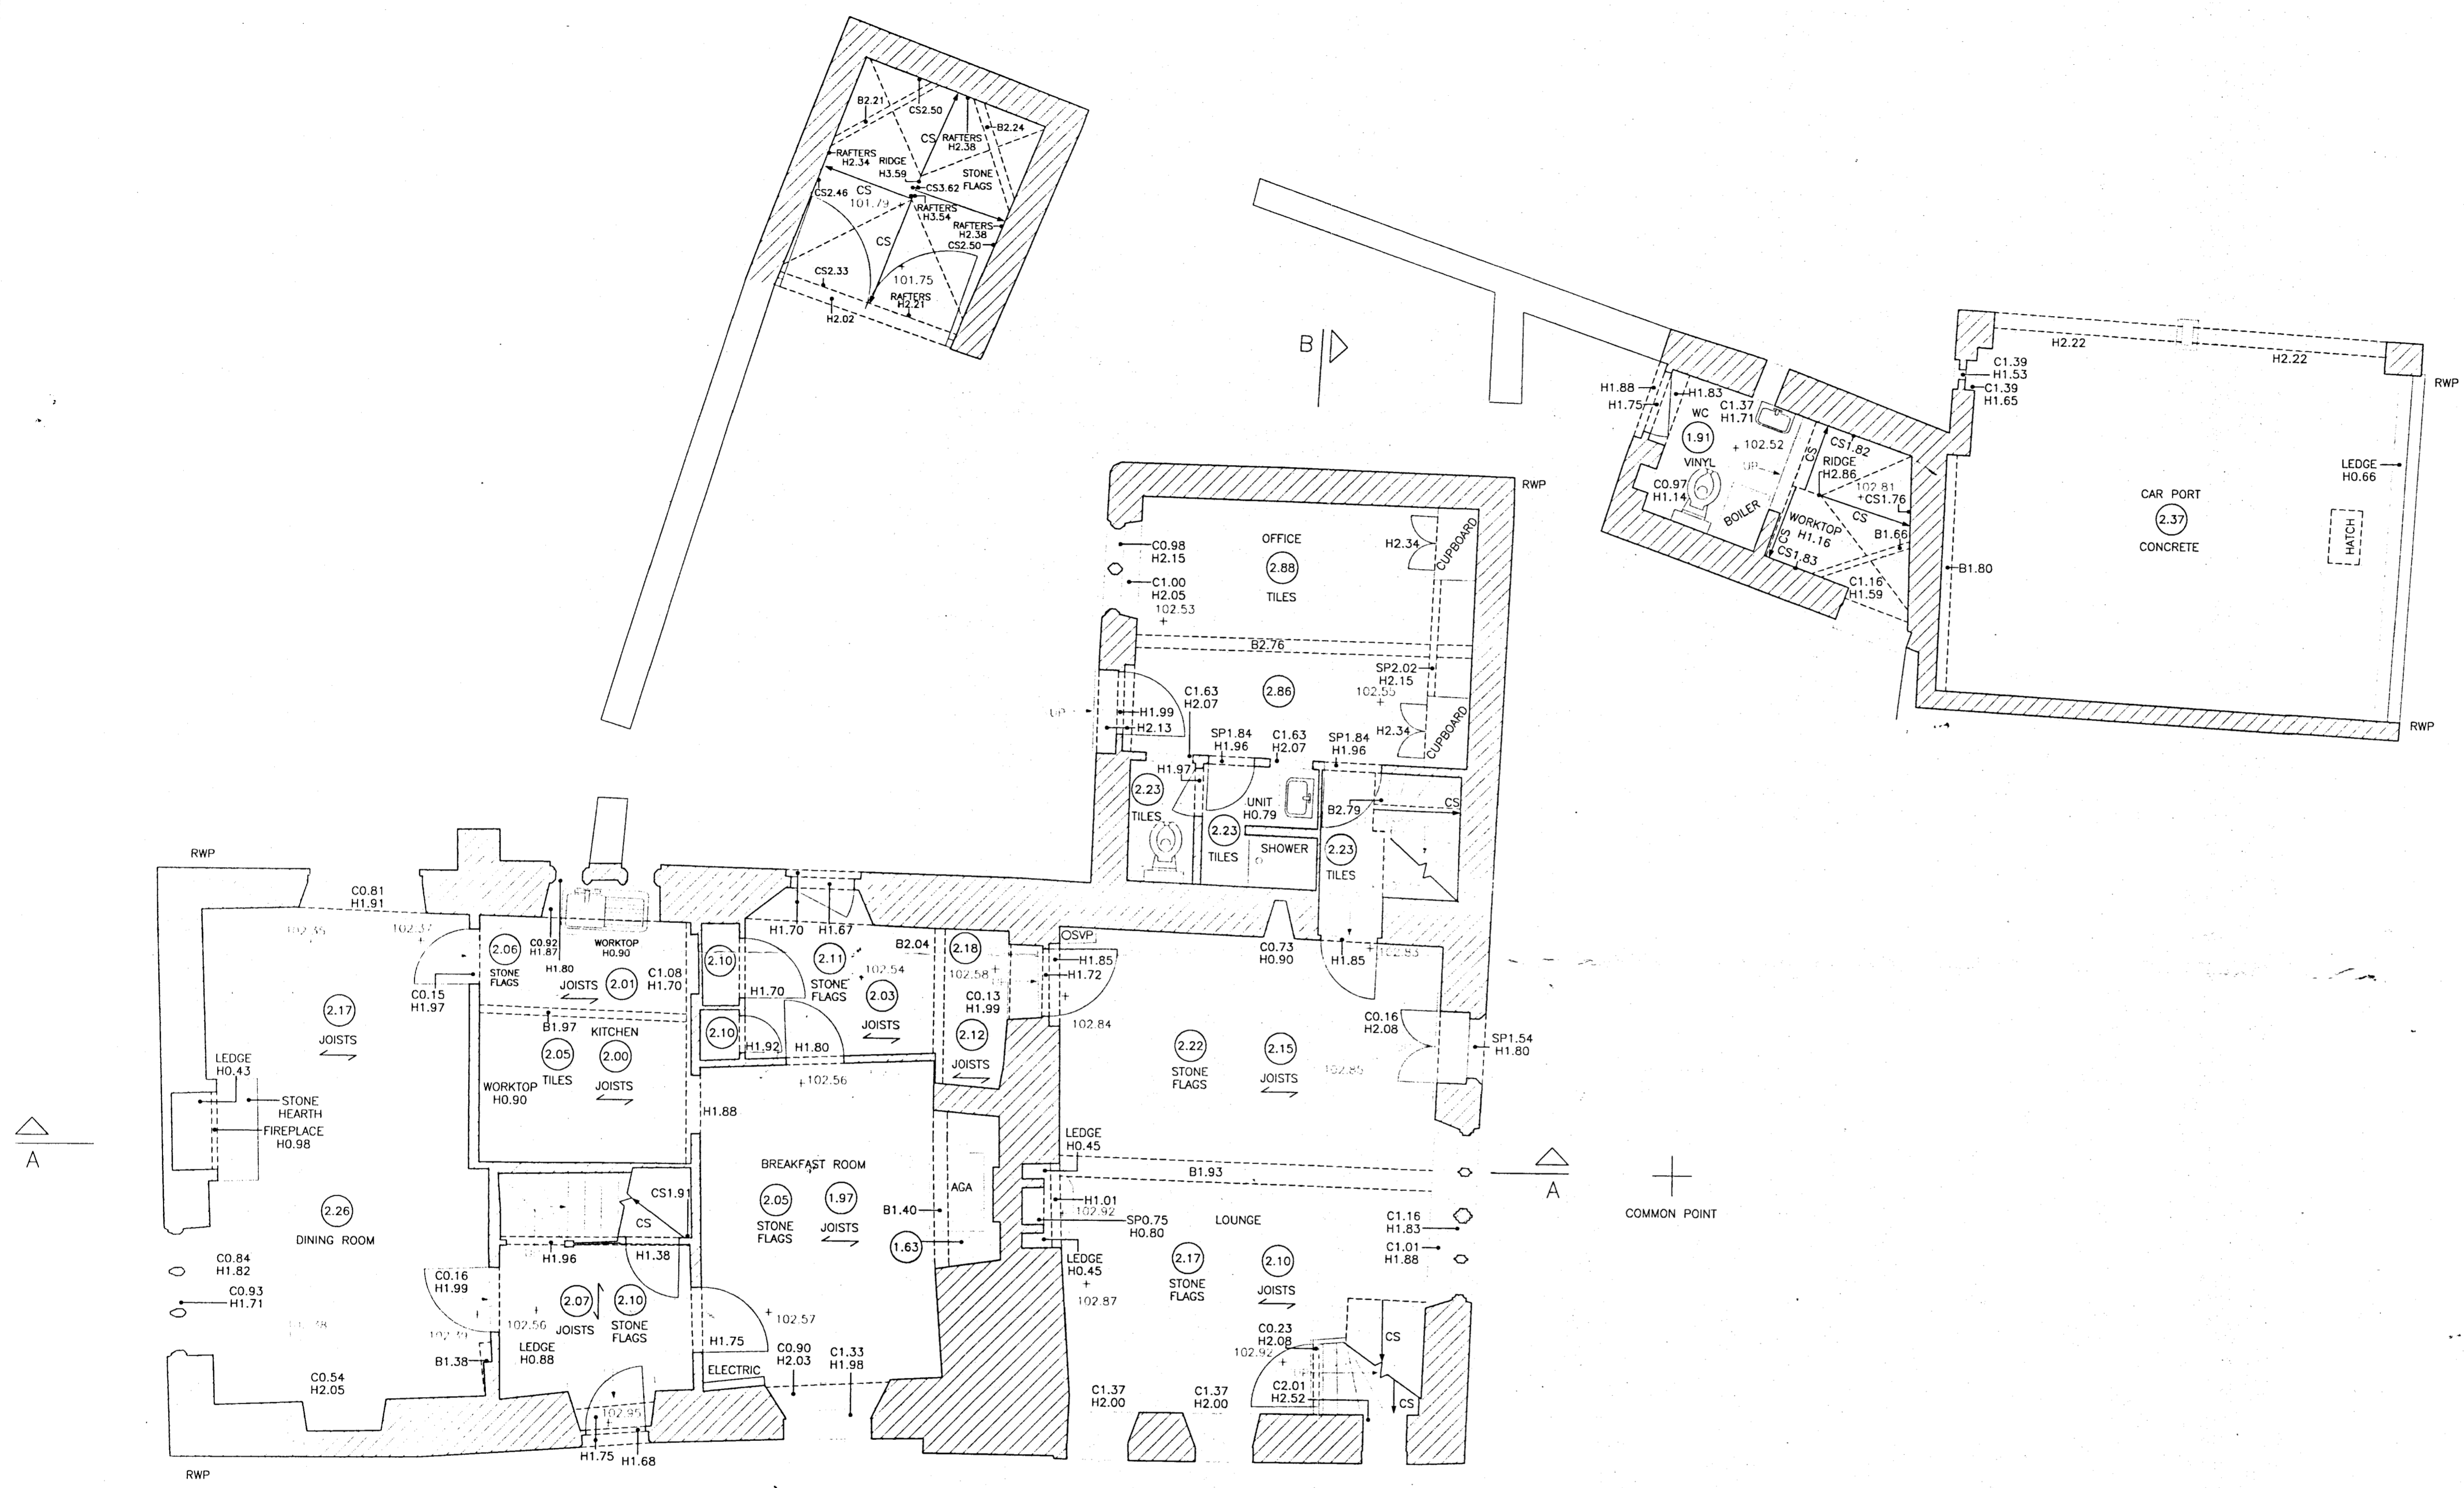 B2.21
CS2.50
B2.24
CS
RAFTERS
H2.38
RAFTERS
H2.34
RIDGE
H3.59
STONE
FLAGS
CS3.62
CS2.46
CS
101.79
RAFTERS
H3.54
RAFTERS
H2.38
CS2.50
CS
CS2.33
101.75
RAFTERS
H2.21
H2.02
B
H1.88
H1.75
H1.83
WC
C1.37
H1.71
1.91
VINYL
102.52
UP
CS
CS1.82
RIDGE
H2.86
102.81
CS1.76
C0.97
H1.14
BOILER
WORKTOP
H1.16
CS
CS
CS1.83
B1.66
C1.16
H1.59
H2.22
H2.22
C1.39
H1.53
C1.39
H1.65
RWP
LEDGE
H0.66
CAR PORT
2.37
CONCRETE
HATCH
B1.80
RWP
RWP
C0.98
H2.15
C1.00
H2.05
102.53
OFFICE
2.88
TILES
H2.34
CUPBOARD
B2.76
SP2.02
H2.15
2.86
102.55
C1.63
H2.07
UP
H1.99
H2.13
SP1.84
H1.96
C1.63
H2.07
SP1.84
H1.96
H2.34
CUPBOARD
H1.97
2.23
TILES
UNIT
H0.79
2.23
TILES
SHOWER
B2.79
CS
2.23
TILES
RWP
C0.81
H1.91
102.35
102.37
2.06
STONE
FLAGS
C0.92
H1.87
H1.80
WORKTOP
H0.90
JOISTS
2.01
C1.08
H1.70
2.10
H1.70
H1.67
2.11
STONE
FLAGS
102.54
B2.04
2.18
102.58
OSVP
H1.85
H1.72
C0.73
H0.90
H1.85
102.83
C0.15
H1.97
2.17
JOISTS
B1.97
KITCHEN
2.05
TILES
2.00
JOISTS
WORKTOP
H0.90
2.10
H1.70
H1.92
H1.80
2.03
JOISTS
C0.13
H1.99
2.12
JOISTS
102.84
C0.16
H2.08
SP1.54
H1.80
2.22
STONE
FLAGS
2.15
JOISTS
LEDGE
H0.43
STONE
HEARTH
FIREPLACE
H0.98
102.56
H1.88
A
LEDGE
H0.45
B1.93
A
COMMON POINT
BREAKFAST ROOM
2.05
STONE
FLAGS
1.97
JOISTS
AGA
B1.40
1.63
H1.01
102.92
SP0.75
H0.80
LOUNGE
C1.16
H1.83
C1.01
H1.88
CS1.91
CS
2.26
DINING ROOM
H1.96
H1.38
LEDGE
H0.45
102.87
2.17
STONE
FLAGS
2.10
JOISTS
C0.84
H1.82
C0.93
H1.71
C0.16
H1.99
2.07
JOISTS
2.10
STONE
FLAGS
102.56
102.39
102.57
LEDGE
H0.88
B1.38
H1.75
ELECTRIC
C0.90
H2.03
C1.33
H1.98
C0.23
H2.08
102.92
CS
C2.01
H2.52
CS
C0.54
H2.05
C1.37
H2.00
C1.37
H2.00
102.95
H1.75
H1.68
RWP